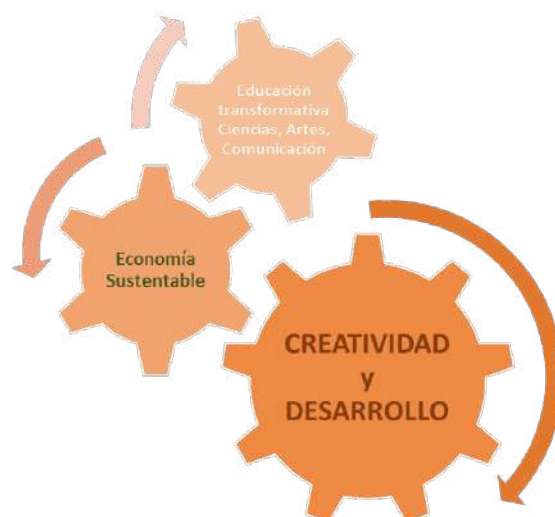 Educación
transformativa
Ciencias, Artes,
Comunicación
Economía
Sustentable
CREATIVIDAD
y
DESARROLLO